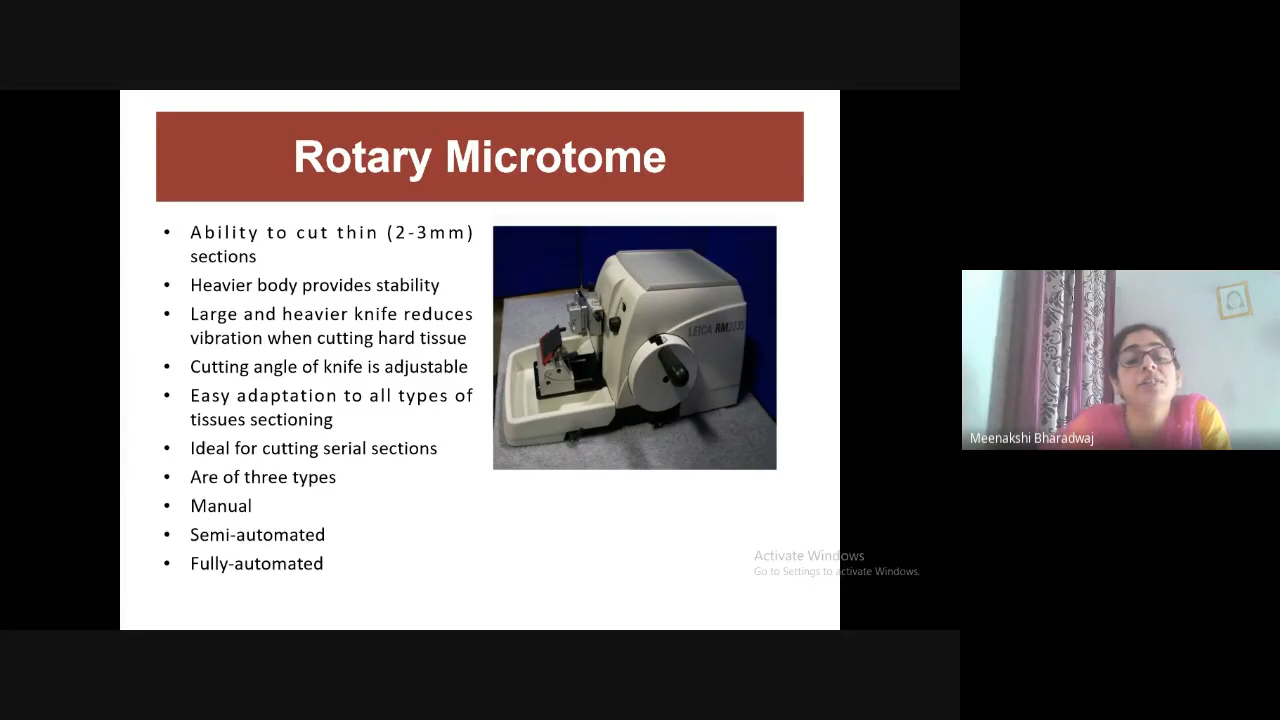 Rotary Microtome
• Ability to cut thin (2-3mm)
sections
• Heavier body provides stability
• Large and heavier knife reduces
vibration when cutting hard tissue
• Cutting angle of knife is adjustable
• Easy adaptation to all types of
tissues sectioning
• Ideal for cutting serial sections
• Are of three types
• Manual
• Semi-automated
• Fully-automated
LEICA RM2235
Activate Windows
Go to Settings to activate Windows.
Meenakshi Bharadwaj